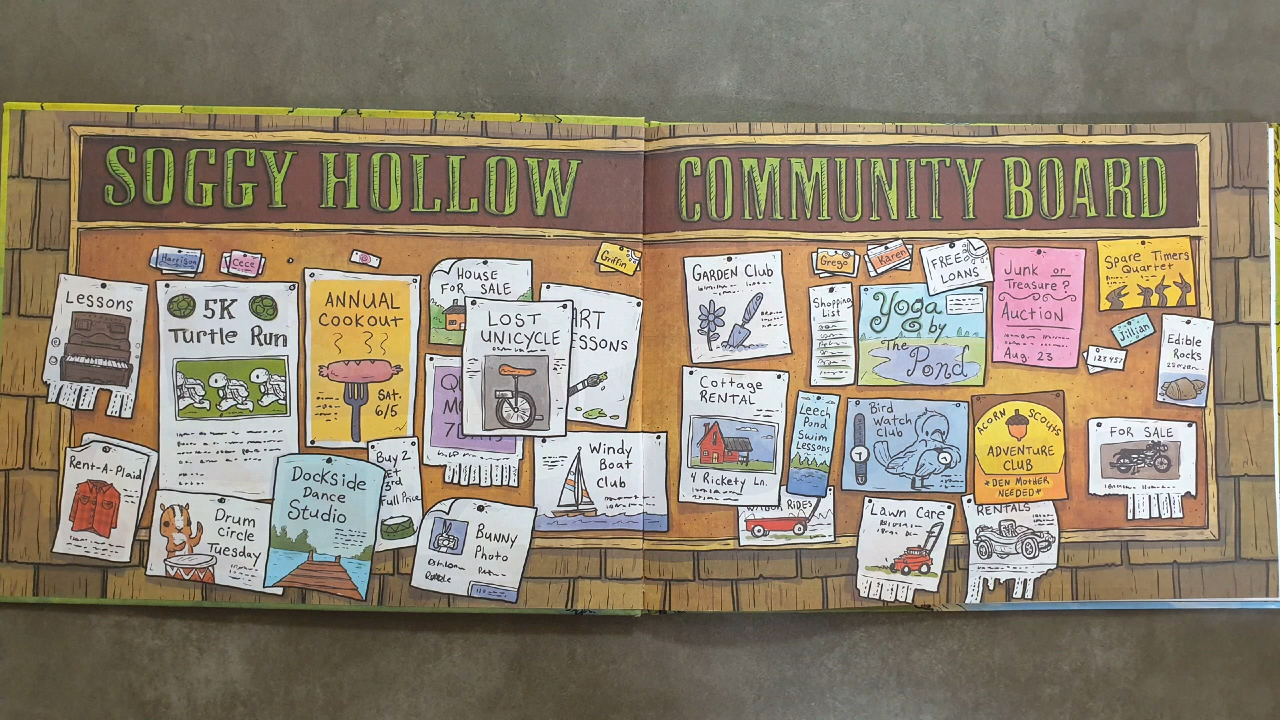 SOGGY HOLLOW COMMUNITY BOARD
Harrison
Cece
Griffin
Grego
Karen
FREE
LOANS
Lessons
5K
Turtle Run
ANNUAL
COOKOUT
SAT.
6/5
HOUSE
FOR SALE
LOST
UNICYCLE
ART
LESSONS
GARDEN CLUB
Shopping
List
Yoga
by
The
Pond
Junk or
Treasure?
Auction
Aug 23
Spare Timers
Quartet
Jillian
Edible
Rocks
Rent-A-Plaid
Drum
Circle
Tuesday
Dockside
Dance
Studio
Buy 2
Get
3rd
Full Price
7 DAYS
Windy
Boat
Club
Bunny
Photo
Cottage
RENTAL
4 Rickety Ln.
Leech
Pond
Swim
Lessons
Bird
Watch
Club
ACORN SCOUTS
ADVENTURE
CLUB
*DEN MOTHER
NEEDED*
FOR SALE
RIDES
Lawn Care
RENTALS